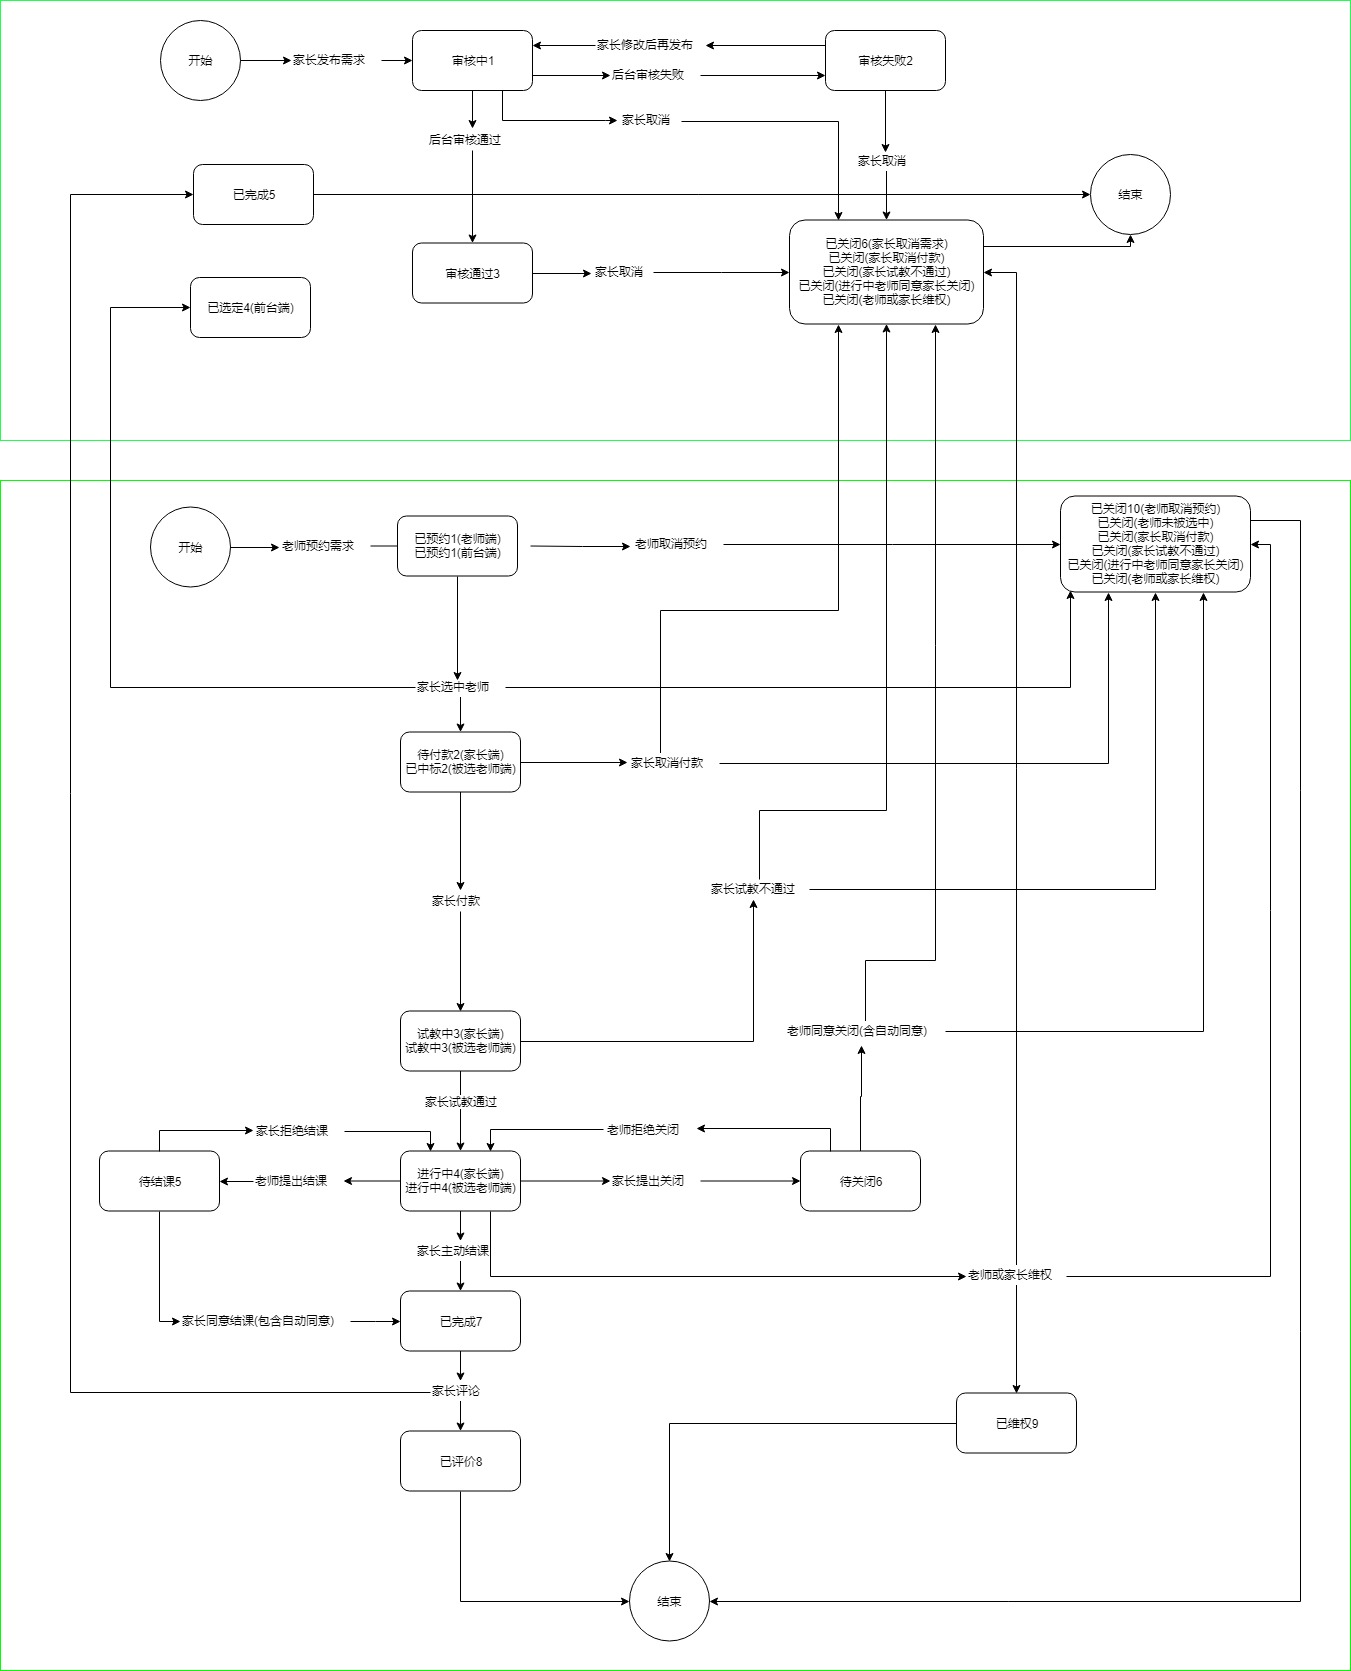 开始
家长发布需求
审核中1
家长修改后再发布
后台审核失败
审核失败2
家长取消
后台审核通过
家长取消
已完成5
结束
审核通过3
家长取消
已关闭6(家长取消需求)
已关闭(家长取消付款)
已关闭(家长试教不通过)
已关闭(进行中老师同意家长关闭)
已关闭(老师或家长维权)
已选定4(前台端)
开始
老师预约需求
已预约1(老师端)
已预约1(前台端)
老师取消预约
已关闭10(老师取消预约)
已关闭(老师未被选中)
已关闭(家长取消付款)
已关闭(家长试教不通过)
已关闭(进行中老师同意家长关闭)
已关闭(老师或家长维权)
家长选中老师
待付款2(家长端)
已中标2(被选老师端)
家长取消付款
家长付款
家长试教不通过
试教中3(家长端)
试教中3(被选老师端)
老师同意关闭(含自动同意)
家长试教通过
家长拒绝结课
老师拒绝关闭
待结课5
老师提出结课
进行中4(家长端)
进行中4(被选老师端)
家长提出关闭
待关闭6
家长主动结课
老师或家长维权
家长同意结课(包含自动同意)
已完成7
家长评论
已维权9
已评价8
结束